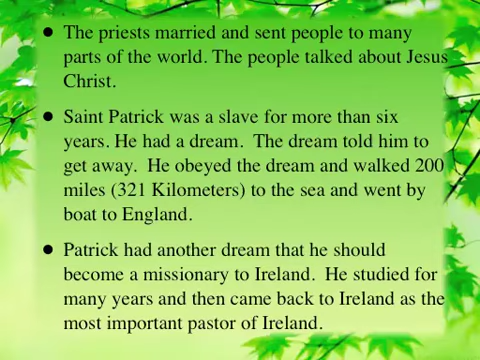 • The priests married and sent people to many
parts of the world. The people talked about Jesus
Christ.
• Saint Patrick was a slave for more than six
years. He had a dream.  The dream told him to
get away.  He obeyed the dream and walked 200
miles (321 Kilometers) to the sea and went by
boat to England.
• Patrick had another dream that he should
become a missionary to Ireland.  He studied for
many years and then came back to Ireland as the
most important pastor of Ireland.